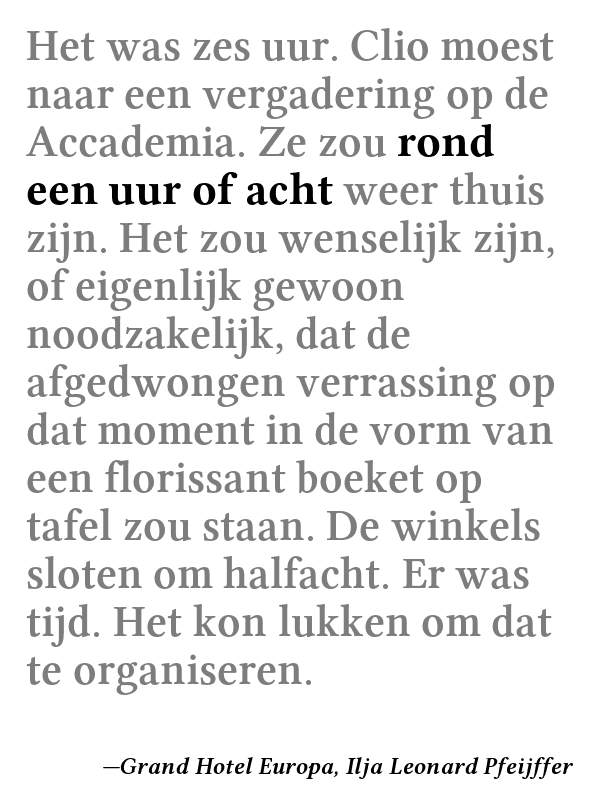 Het was zes uur. Clio moest
naar een vergadering op de
Accademia. Ze zou rond
een uur of acht weer thuis
zijn. Het zou wenselijk zijn,
of eigenlijk gewoon
noodzakelijk, dat de
afgedwongen verrassing op
dat moment in de vorm van
een florissant boeket op
tafel zou staan. De winkels
sloten om halfacht. Er was
tijd. Het kon lukken om dat
te organiseren.
—Grand Hotel Europa, Ilja Leonard Pfeijffer